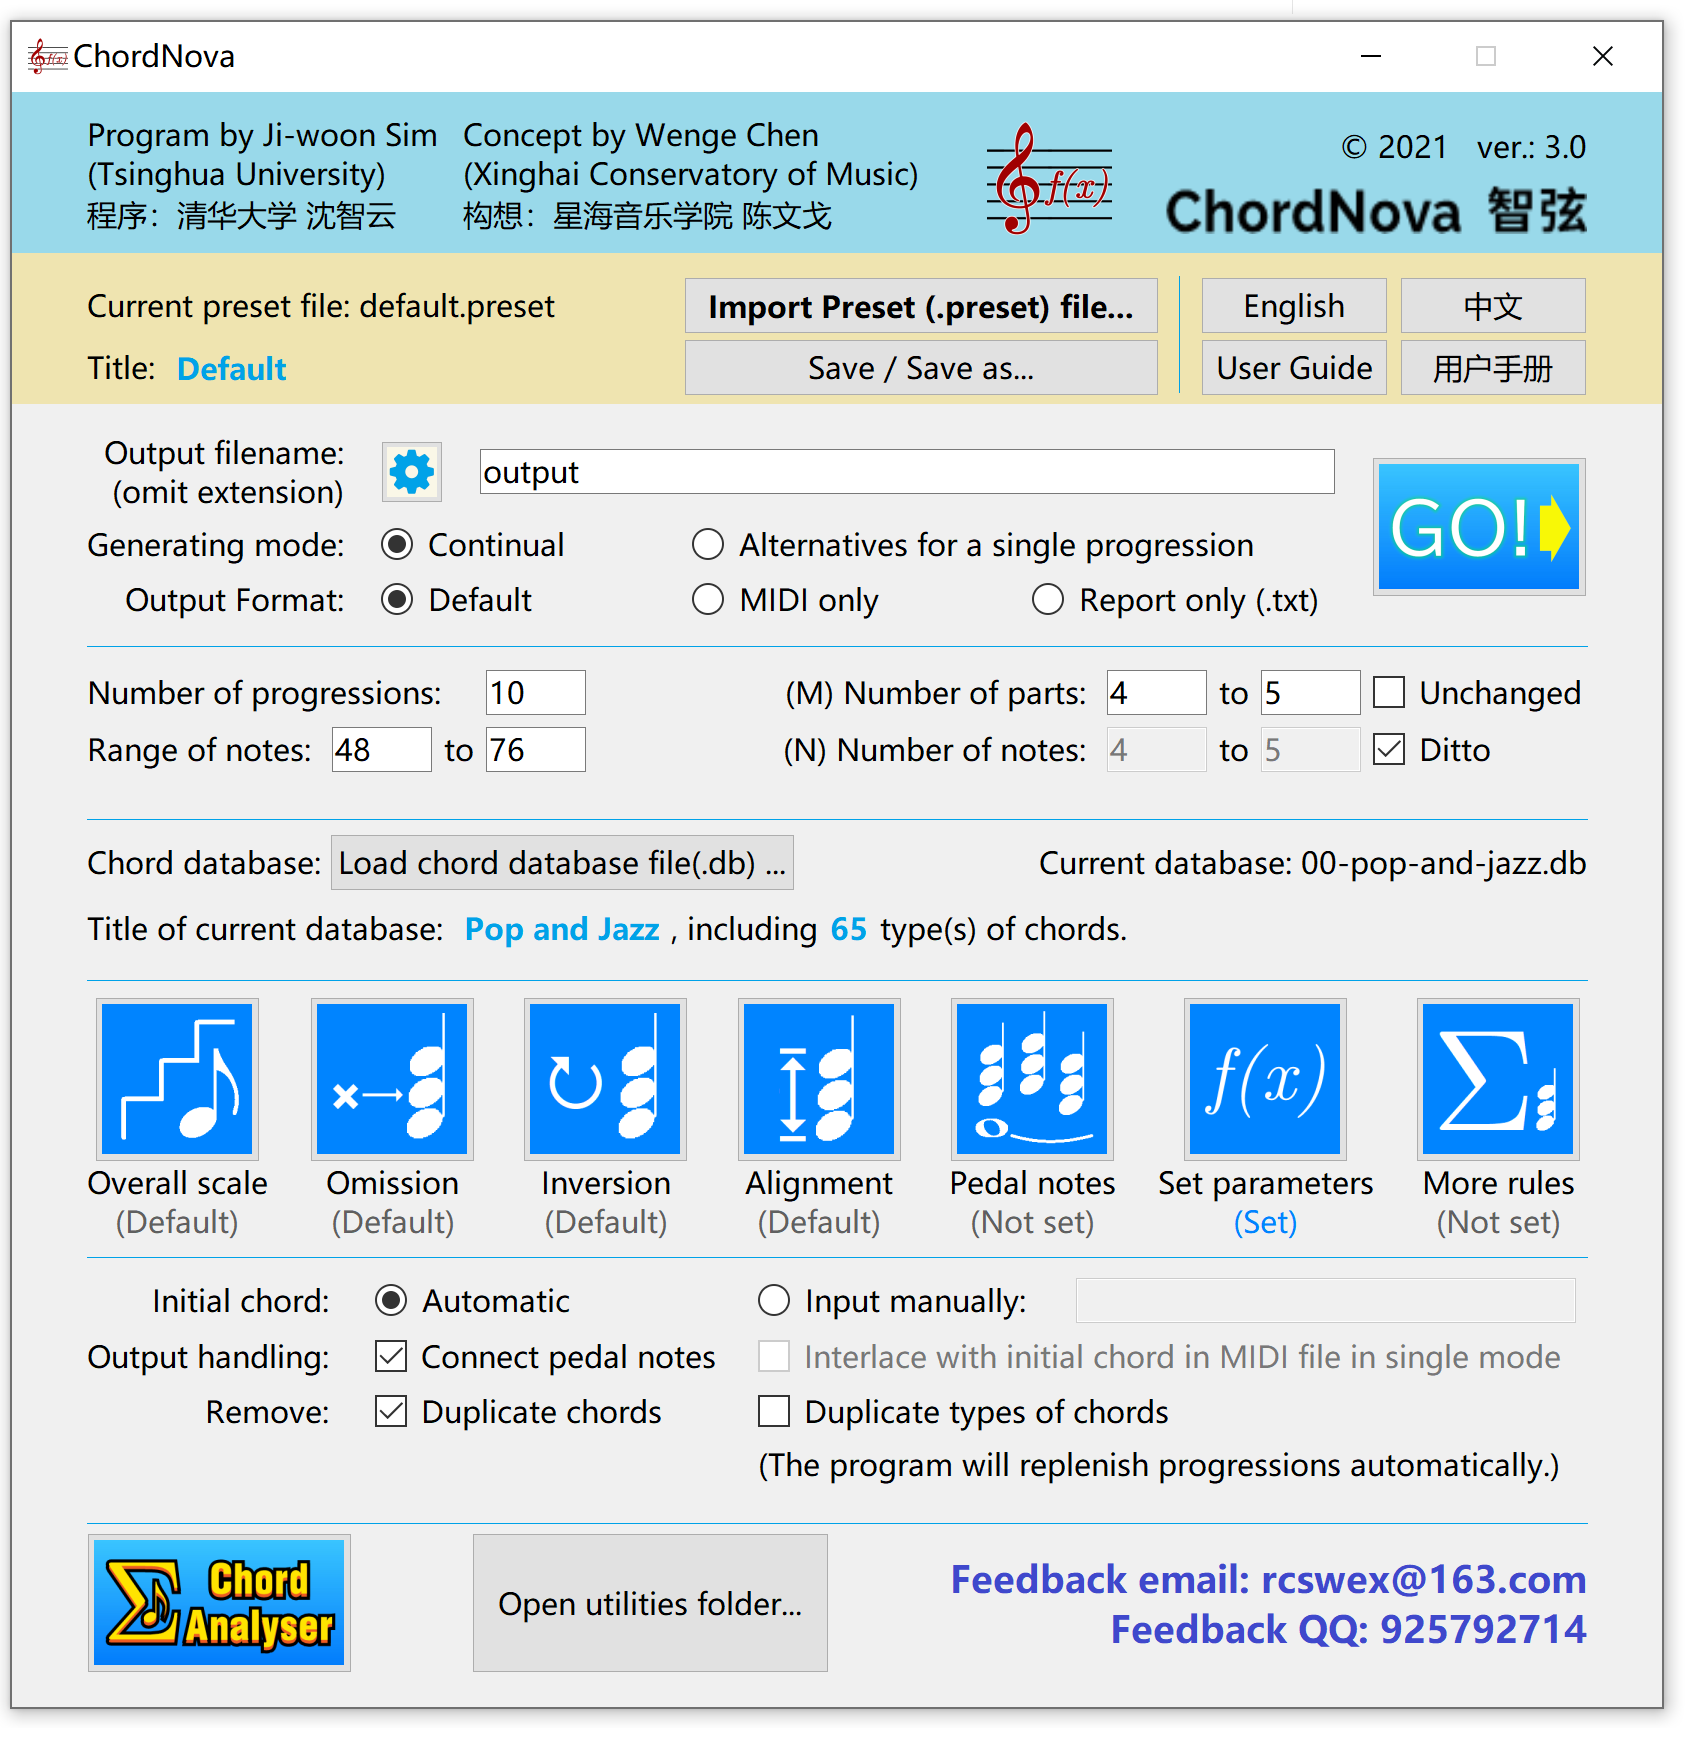 ChordNova
Program by Ji-woon Sim
(Tsinghua University)
程序：清华大学 沈智云
Concept by Wenge Chen
(Xinghai Conservatory of Music)
构想：星海音乐学院 陈文戈
f(x)
© 2021 ver.: 3.0
ChordNova 智弦
Current preset file: default.preset
Import Preset (.preset) file...
English
中文
Title: Default
Save / Save as...
User Guide
用户手册
Output filename:
(omit extension)
output
GO!
Generating mode: Continual Alternatives for a single progression
Output Format: Default MIDI only Report only (.txt)
Number of progressions: 10
(M) Number of parts: 4 to 5 Unchanged
Range of notes: 48 to 76
(N) Number of notes: 4 to 5 Ditto
Chord database: Load chord database file(.db) ...
Current database: 00-pop-and-jazz.db
Title of current database: Pop and Jazz , including 65 type(s) of chords.
f(x)
Σ
Overall scale
(Default)
Omission
(Default)
Inversion
(Default)
Alignment
(Default)
Pedal notes
(Not set)
Set parameters
(Set)
More rules
(Not set)
Initial chord: Automatic Input manually:
Output handling: Connect pedal notes Interlace with initial chord in MIDI file in single mode
Remove: Duplicate chords Duplicate types of chords
(The program will replenish progressions automatically.)
Σ Chord
Analyser
Open utilities folder...
Feedback email: rcswex@163.com
Feedback QQ: 925792714